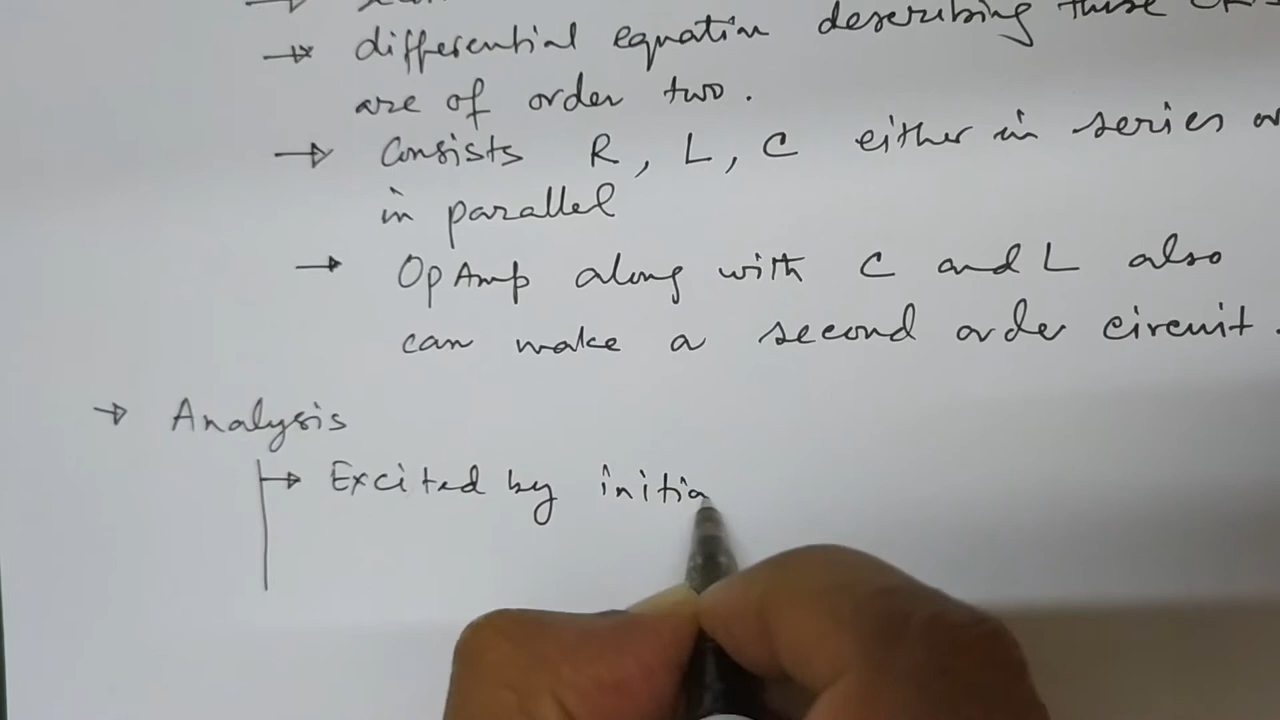 → differential equation describing these
are of order two.
→ Consists R, L, C either in series
in parallel
→ OpAmp along with C and L also
can make a second order circuit.
→ Analysis
→ Excited by initia